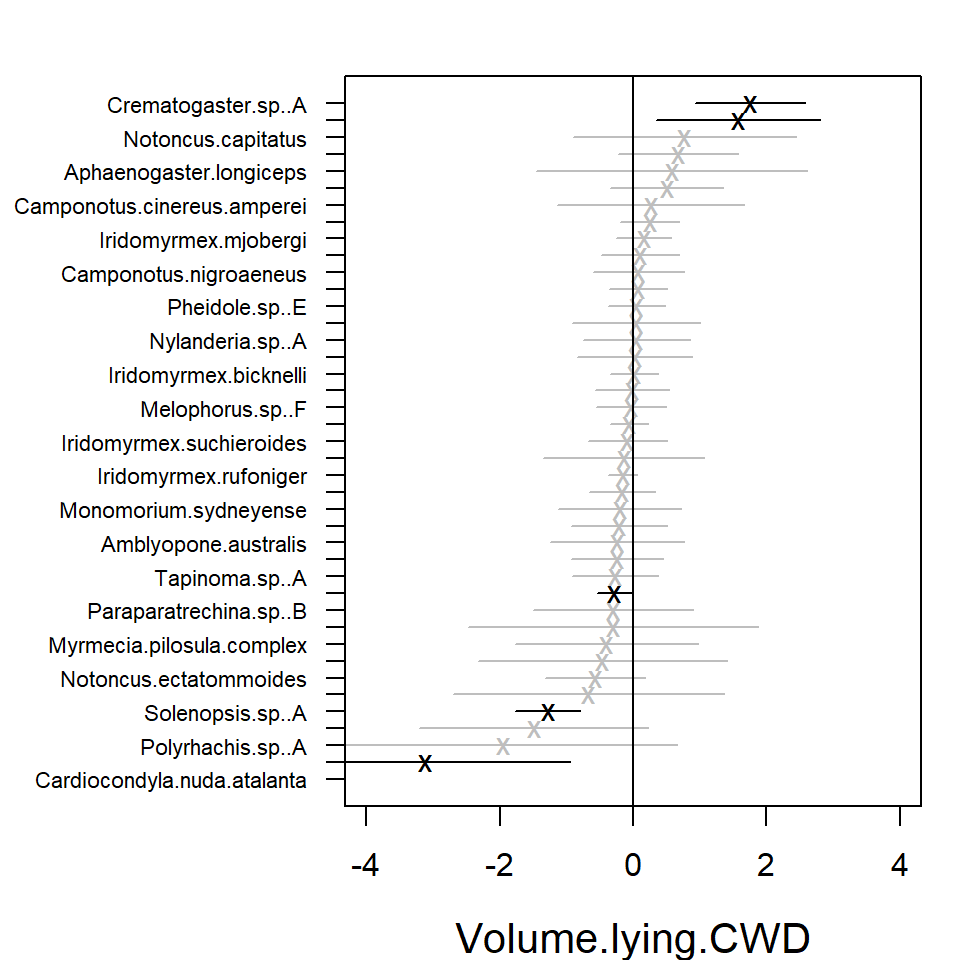 Crematogaster.sp..A
Notoncus.capitatus
Aphaenogaster.longiceps
Camponotus.cinereus.amperei
Iridomyrmex.mjobergi
Camponotus.nigroaeneus
Pheidole.sp..E
Nylanderia.sp..A
Iridomyrmex.bicknelli
Melophorus.sp..F
Iridomyrmex.suchieroides
Iridomyrmex.rufoniger
Monomorium.sydneyense
Amblyopone.australis
Tapinoma.sp..A
Paraparatrechina.sp..B
Myrmecia.pilosula.complex
Notoncus.ectatommoides
Solenopsis.sp..A
Polyrhachis.sp..A
Cardiocondyla.nuda.atalanta
-4 -2 0 2 4
Volume.lying.CWD